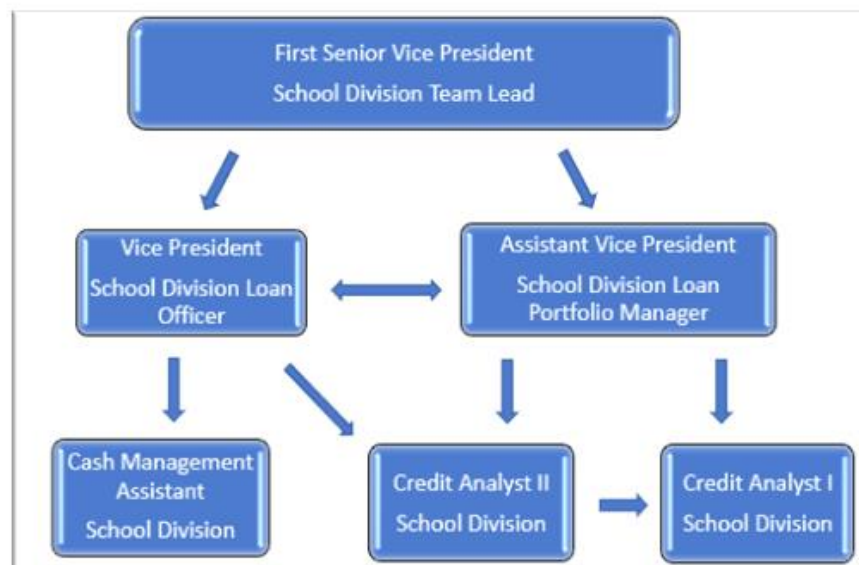 First Senior Vice President
School Division Team Lead
Vice President
School Division Loan
Officer
Assistant Vice President
School Division Loan
Portfolio Manager
Cash Management
Assistant
School Division
Credit Analyst II
School Division
Credit Analyst I
School Division